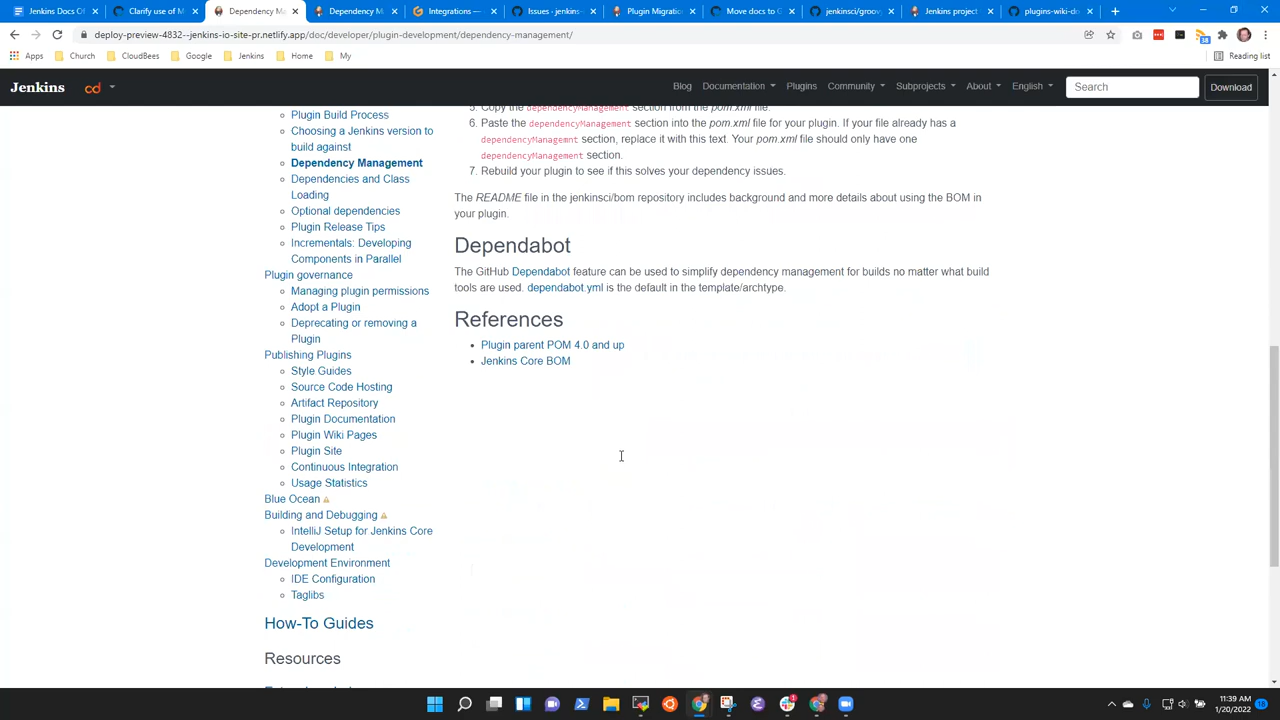 Jenkins Docs Of
Clarify use of M
Dependency Ma
Dependency M
Integrations —
Issues · jenkins-
Plugin Migratio
Move docs to G
jenkinsci/groov
Jenkins project
plugins-wiki-do
deploy-preview-4832--jenkins-io-site-pr.netlify.app/doc/developer/plugin-development/dependency-management/
Apps
Church
CloudBees
Google
Jenkins
Home
My
Reading list
Jenkins
cd
Blog
Documentation
Plugins
Community
Subprojects
About
English
Search
Download
Plugin Build Process
Choosing a Jenkins version to
build against
Dependency Management
Dependencies and Class
Loading
Optional dependencies
Plugin Release Tips
Incrementals: Developing
Components in Parallel
Plugin governance
Managing plugin permissions
Adopt a Plugin
Deprecating or removing a
Plugin
Publishing Plugins
Style Guides
Source Code Hosting
Artifact Repository
Plugin Documentation
Plugin Wiki Pages
Plugin Site
Continuous Integration
Usage Statistics
Blue Ocean
Building and Debugging
IntelliJ Setup for Jenkins Core
Development
Development Environment
IDE Configuration
Taglibs
How-To Guides
Resources
5. Copy the dependencyManagement section from the pom.xml file.
6. Paste the dependencyManagement section into the pom.xml file for your plugin. If your file already has a
dependencyManagemnt section, replace it with this text. Your pom.xml file should only have one
dependencyManagement section.
7. Rebuild your plugin to see if this solves your dependency issues.
The README file in the jenkinsci/bom repository includes background and more details about using the BOM in
your plugin.
Dependabot
The GitHub Dependabot feature can be used to simplify dependency management for builds no matter what build
tools are used. dependabot.yml is the default in the template/archtype.
References
• Plugin parent POM 4.0 and up
• Jenkins Core BOM
11:39 AM
1/20/2022